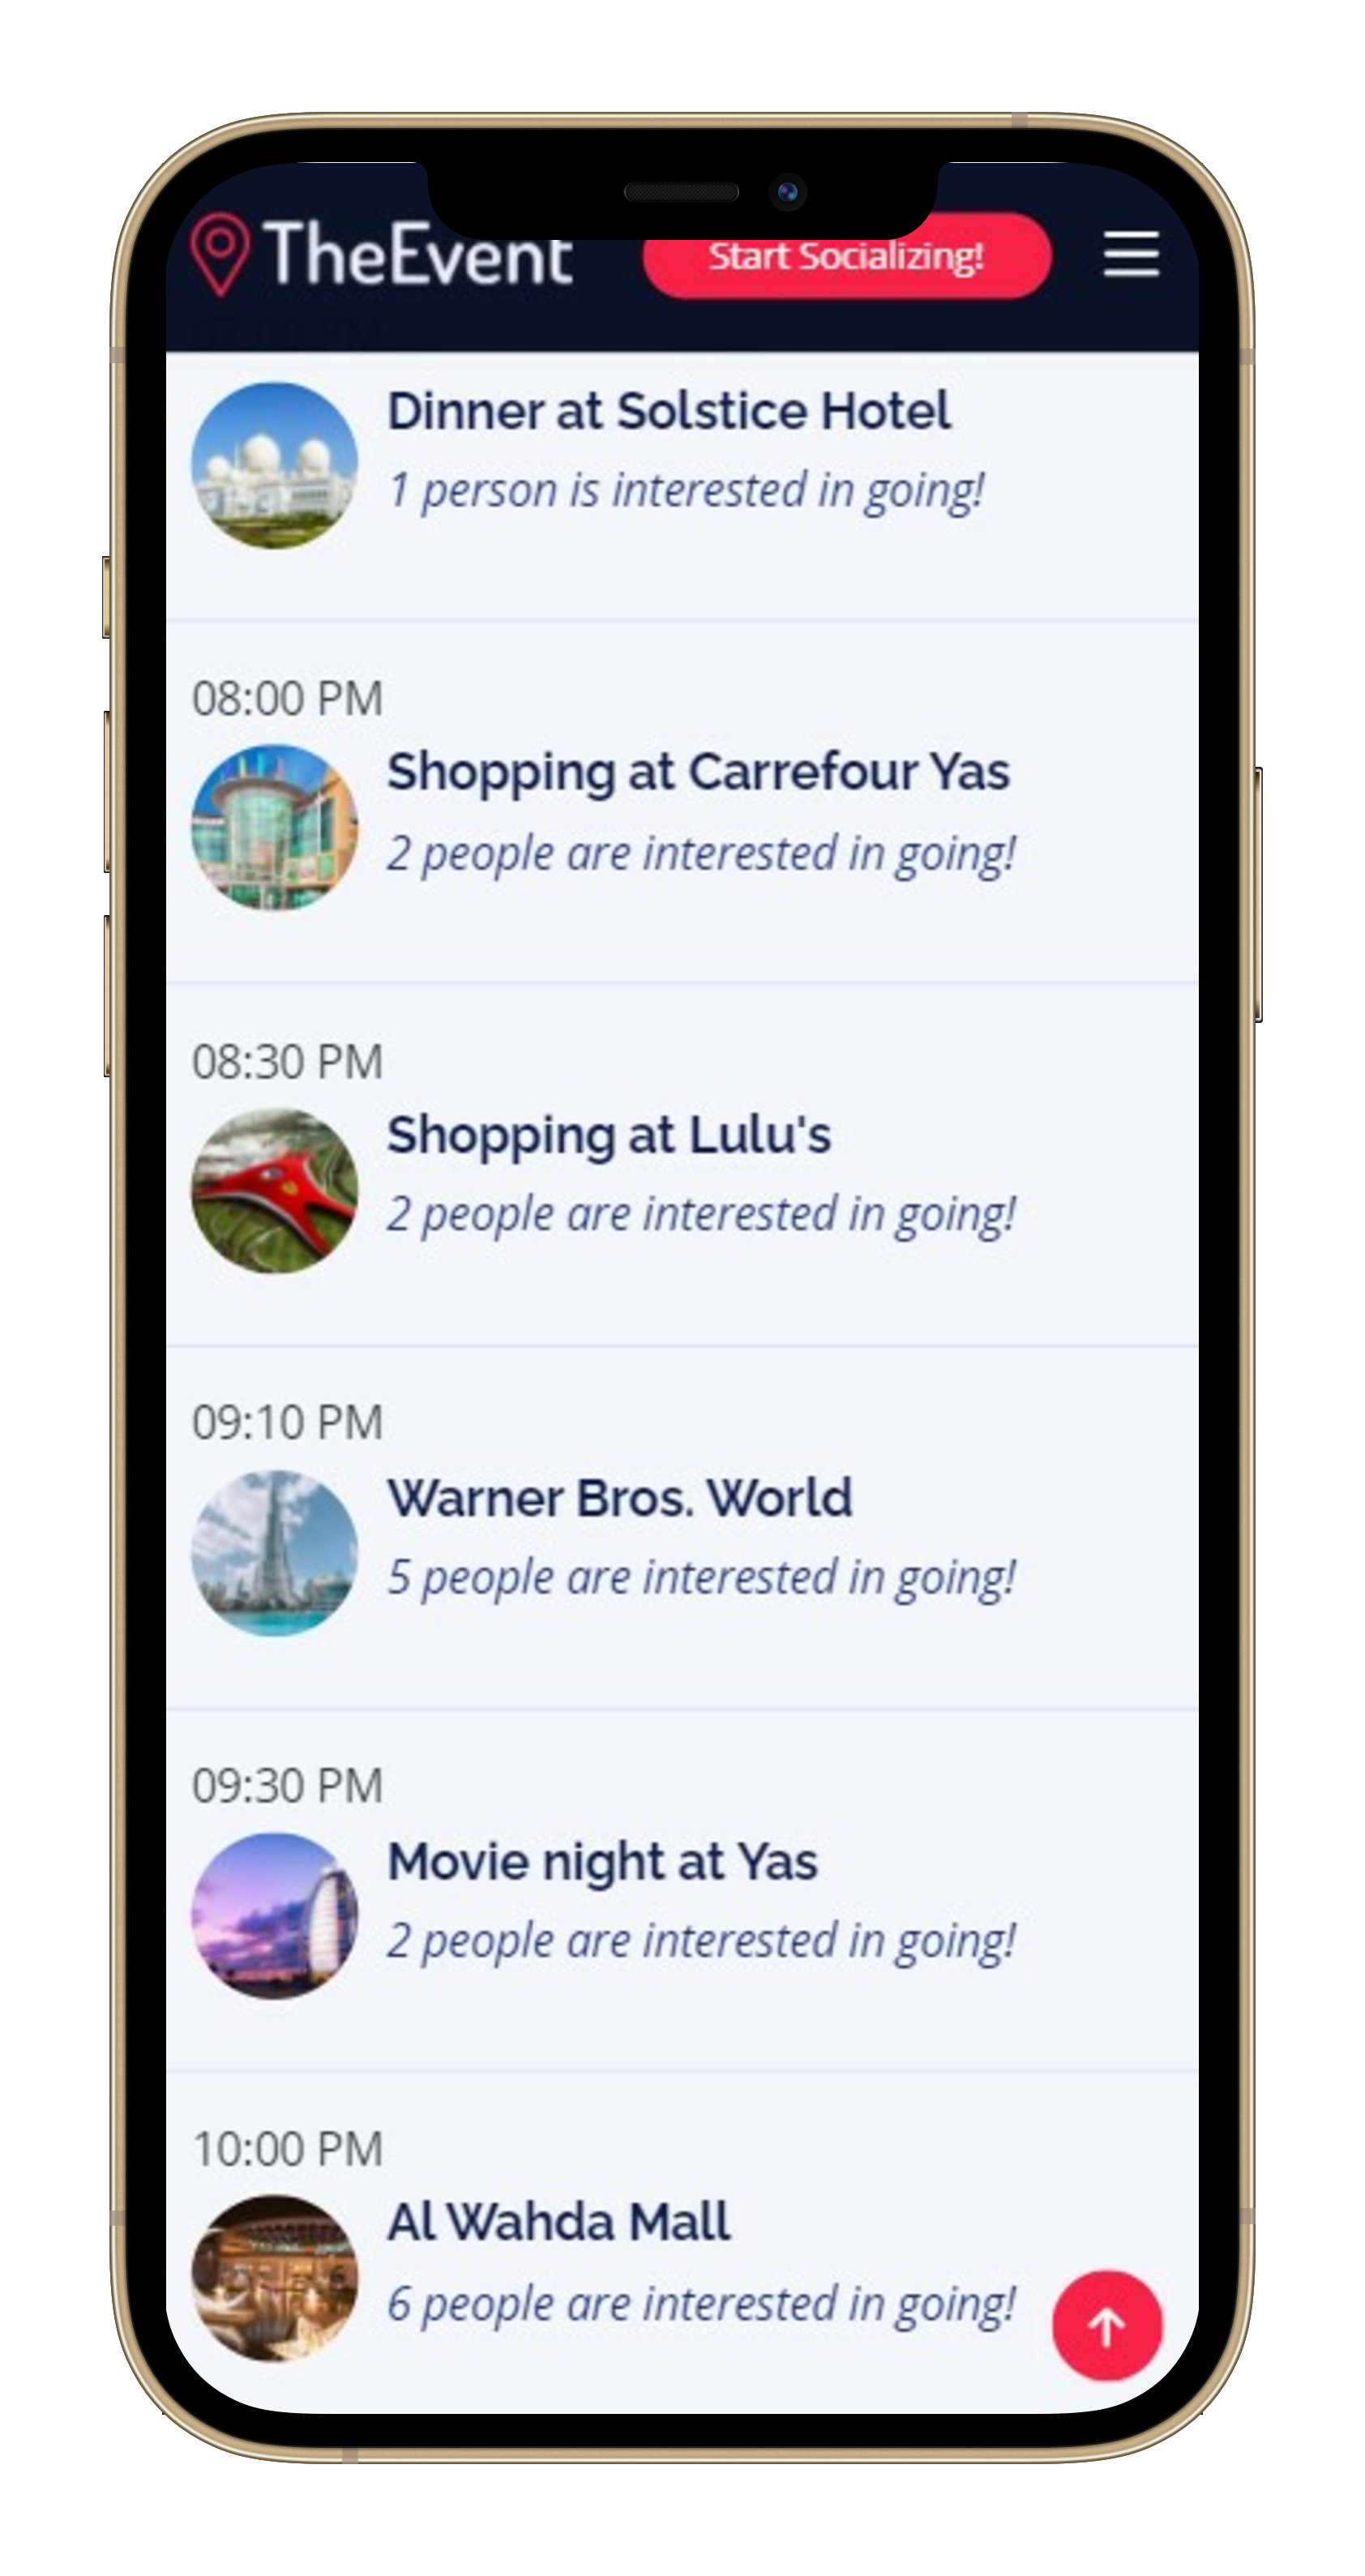 TheEvent
Start Socializing!
07:00 PM
Dinner at Solstice Hotel
1 person is interested in going!
08:00 PM
Shopping at Carrefour Yas
2 people are interested in going!
08:30 PM
Shopping at Lulu's
2 people are interested in going!
09:10 PM
Warner Bros. World
5 people are interested in going!
09:30 PM
Movie night at Yas
2 people are interested in going!
10:00 PM
Al Wahda Mall
6 people are interested in going!